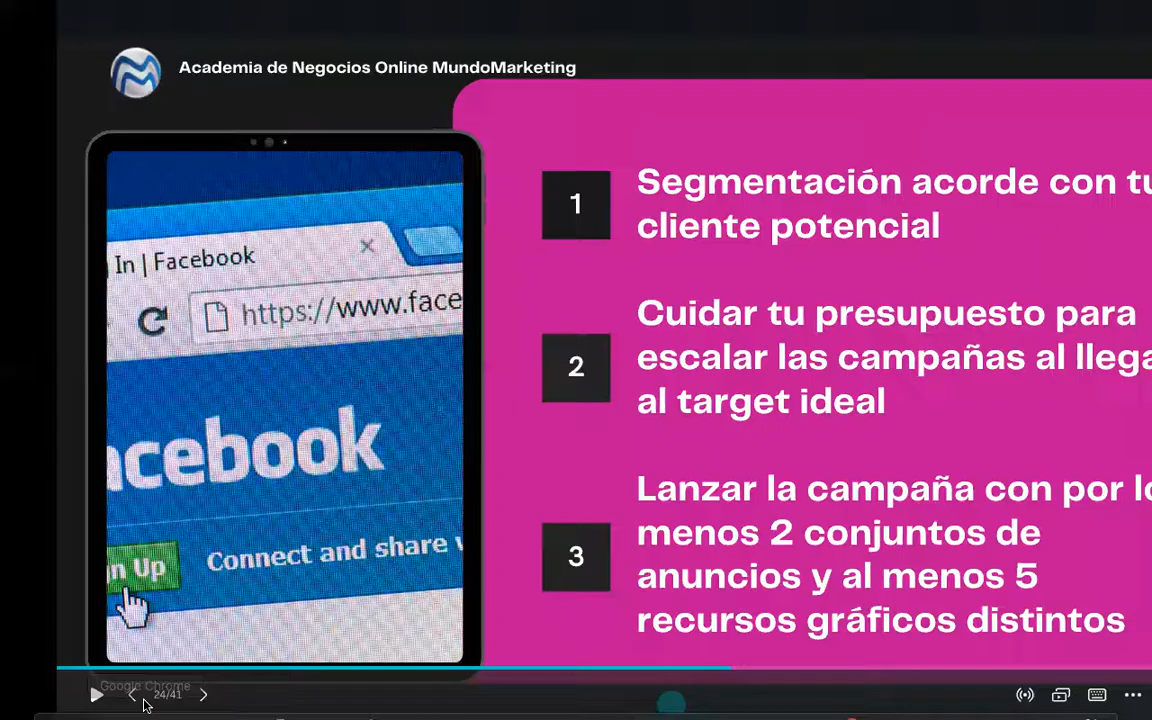 Academia de Negocios Online MundoMarketing
In | Facebook
https://www.face
acebook
n Up
Connect and share
1
Segmentación acorde con tu
cliente potencial
2
Cuidar tu presupuesto para
escalar las campañas al llega
al target ideal
3
Lanzar la campaña con por lo
menos 2 conjuntos de
anuncios y al menos 5
recursos gráficos distintos
Google Chrome
24/41